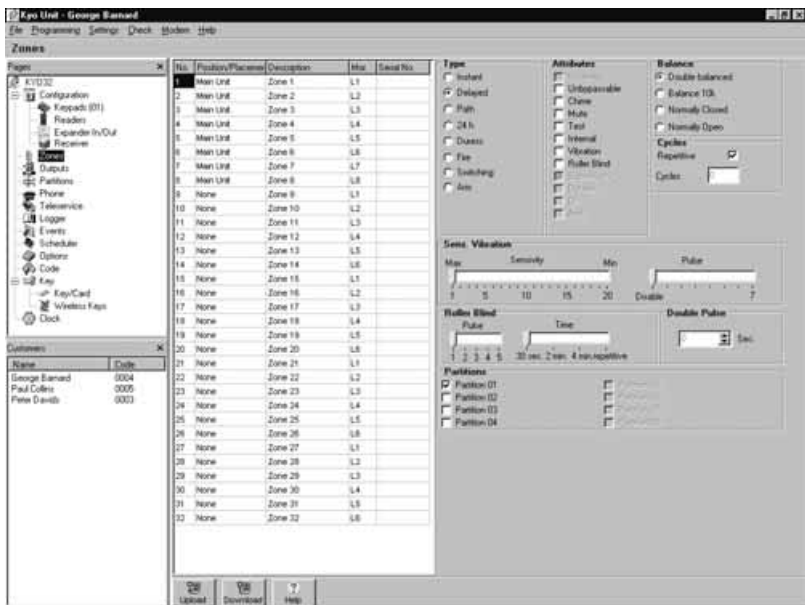 Kyo Unit - George Barnard
File Programming Settings Check Modem Help
Zones
Pages
KYO32
Configuration
Keypads (01)
Readers
Expander In/Out
Receiver
Zones
Outputs
Partitions
Phone
Teleservice
Logger
Events
Scheduler
Options
Code
Key
Key/Card
Wireless Keys
Clock
Customers
Name Code
George Barnard 0004
Paul Collins 0005
Peter Davids 0003
No. Position/Placemen Description Mor. Serial No.
1 Main Unit Zone 1 L1
2 Main Unit Zone 2 L2
3 Main Unit Zone 3 L3
4 Main Unit Zone 4 L4
5 Main Unit Zone 5 L5
6 Main Unit Zone 6 L6
7 Main Unit Zone 7 L7
8 Main Unit Zone 8 L8
9 None Zone 9 L1
10 None Zone 10 L2
11 None Zone 11 L3
12 None Zone 12 L4
13 None Zone 13 L5
14 None Zone 14 L6
15 None Zone 15 L1
16 None Zone 16 L2
17 None Zone 17 L3
18 None Zone 18 L4
19 None Zone 19 L5
20 None Zone 20 L6
21 None Zone 21 L1
22 None Zone 22 L2
23 None Zone 23 L3
24 None Zone 24 L4
25 None Zone 25 L5
26 None Zone 26 L6
27 None Zone 27 L1
28 None Zone 28 L2
29 None Zone 29 L3
30 None Zone 30 L4
31 None Zone 31 L5
32 None Zone 32 L6
Type
Instant
Delayed
Path
24 h
Duress
Fire
Switching
Arm
Attributes
Unbypassable
Chime
Mute
Test
Internal
Vibration
Roller Blind
Balance
Double balanced
Balance 10k
Normally Closed
Normally Open
Cycles
Repetitive
Cycles
Sens. Vibration
Max Sensivity Min Pulse
1 5 10 15 20 Disable 7
Roller Blind
Pulse Time
1 2 3 4 5 30 sec. 2 min. 4 min. repetitive
Double Pulse
Sec.
Partitions
Partition 01
Partition 02
Partition 03
Partition 04
Upload Download Help